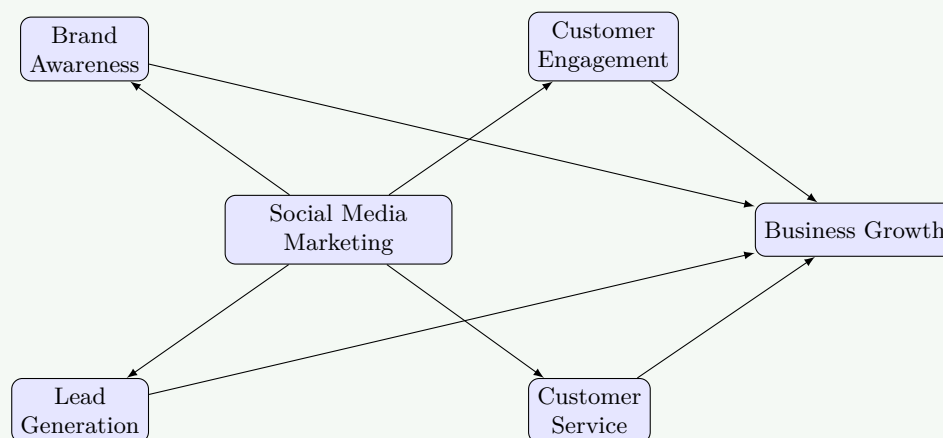 Brand
Awareness
Customer
Engagement
Social Media
Marketing
Business Growth
Lead
Generation
Customer
Service